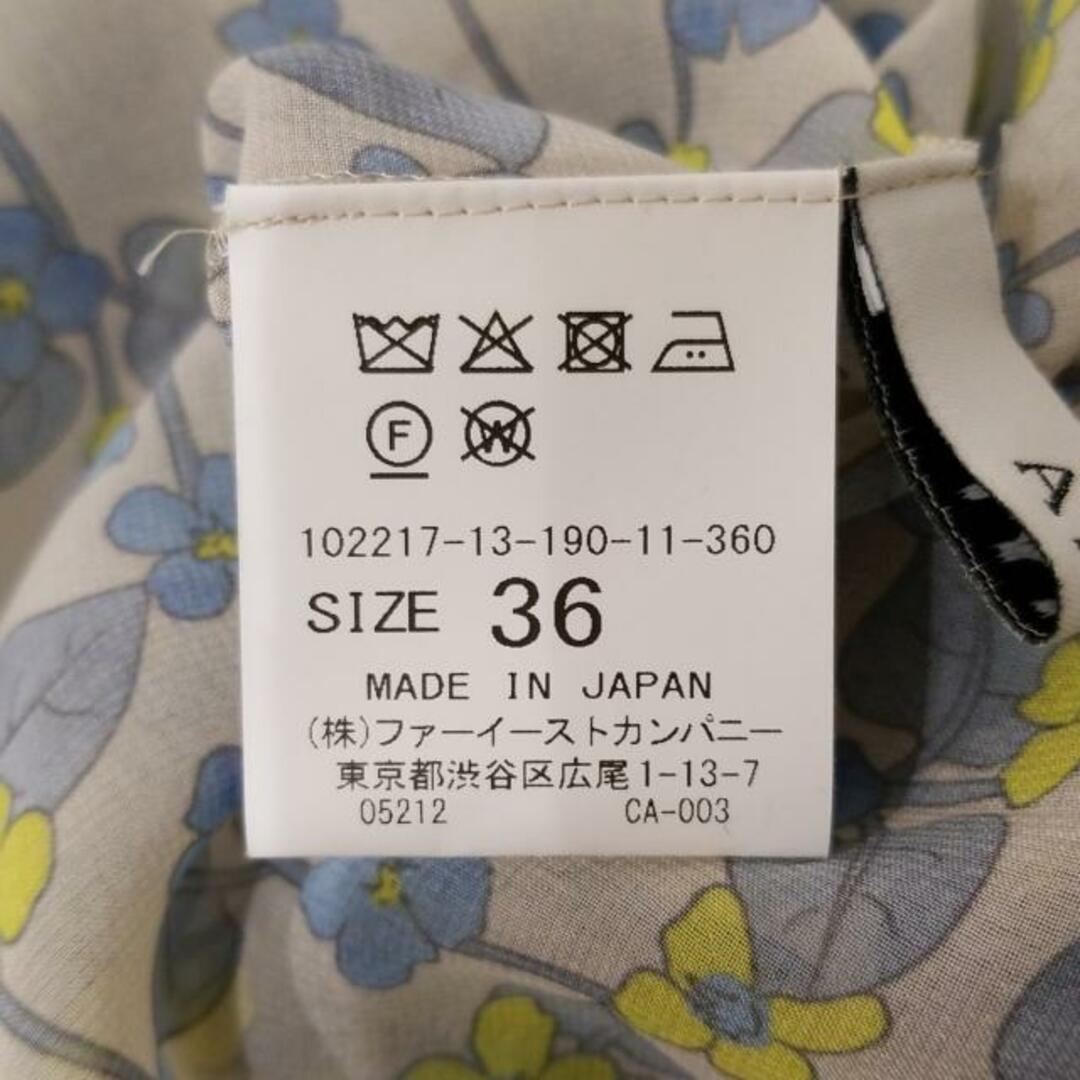 F W
102217-13-190-11-360
SIZE 36
MADE IN JAPAN
(株)ファーイーストカンパニー
東京都渋谷区広尾1-13-7
05212 CA-003
A